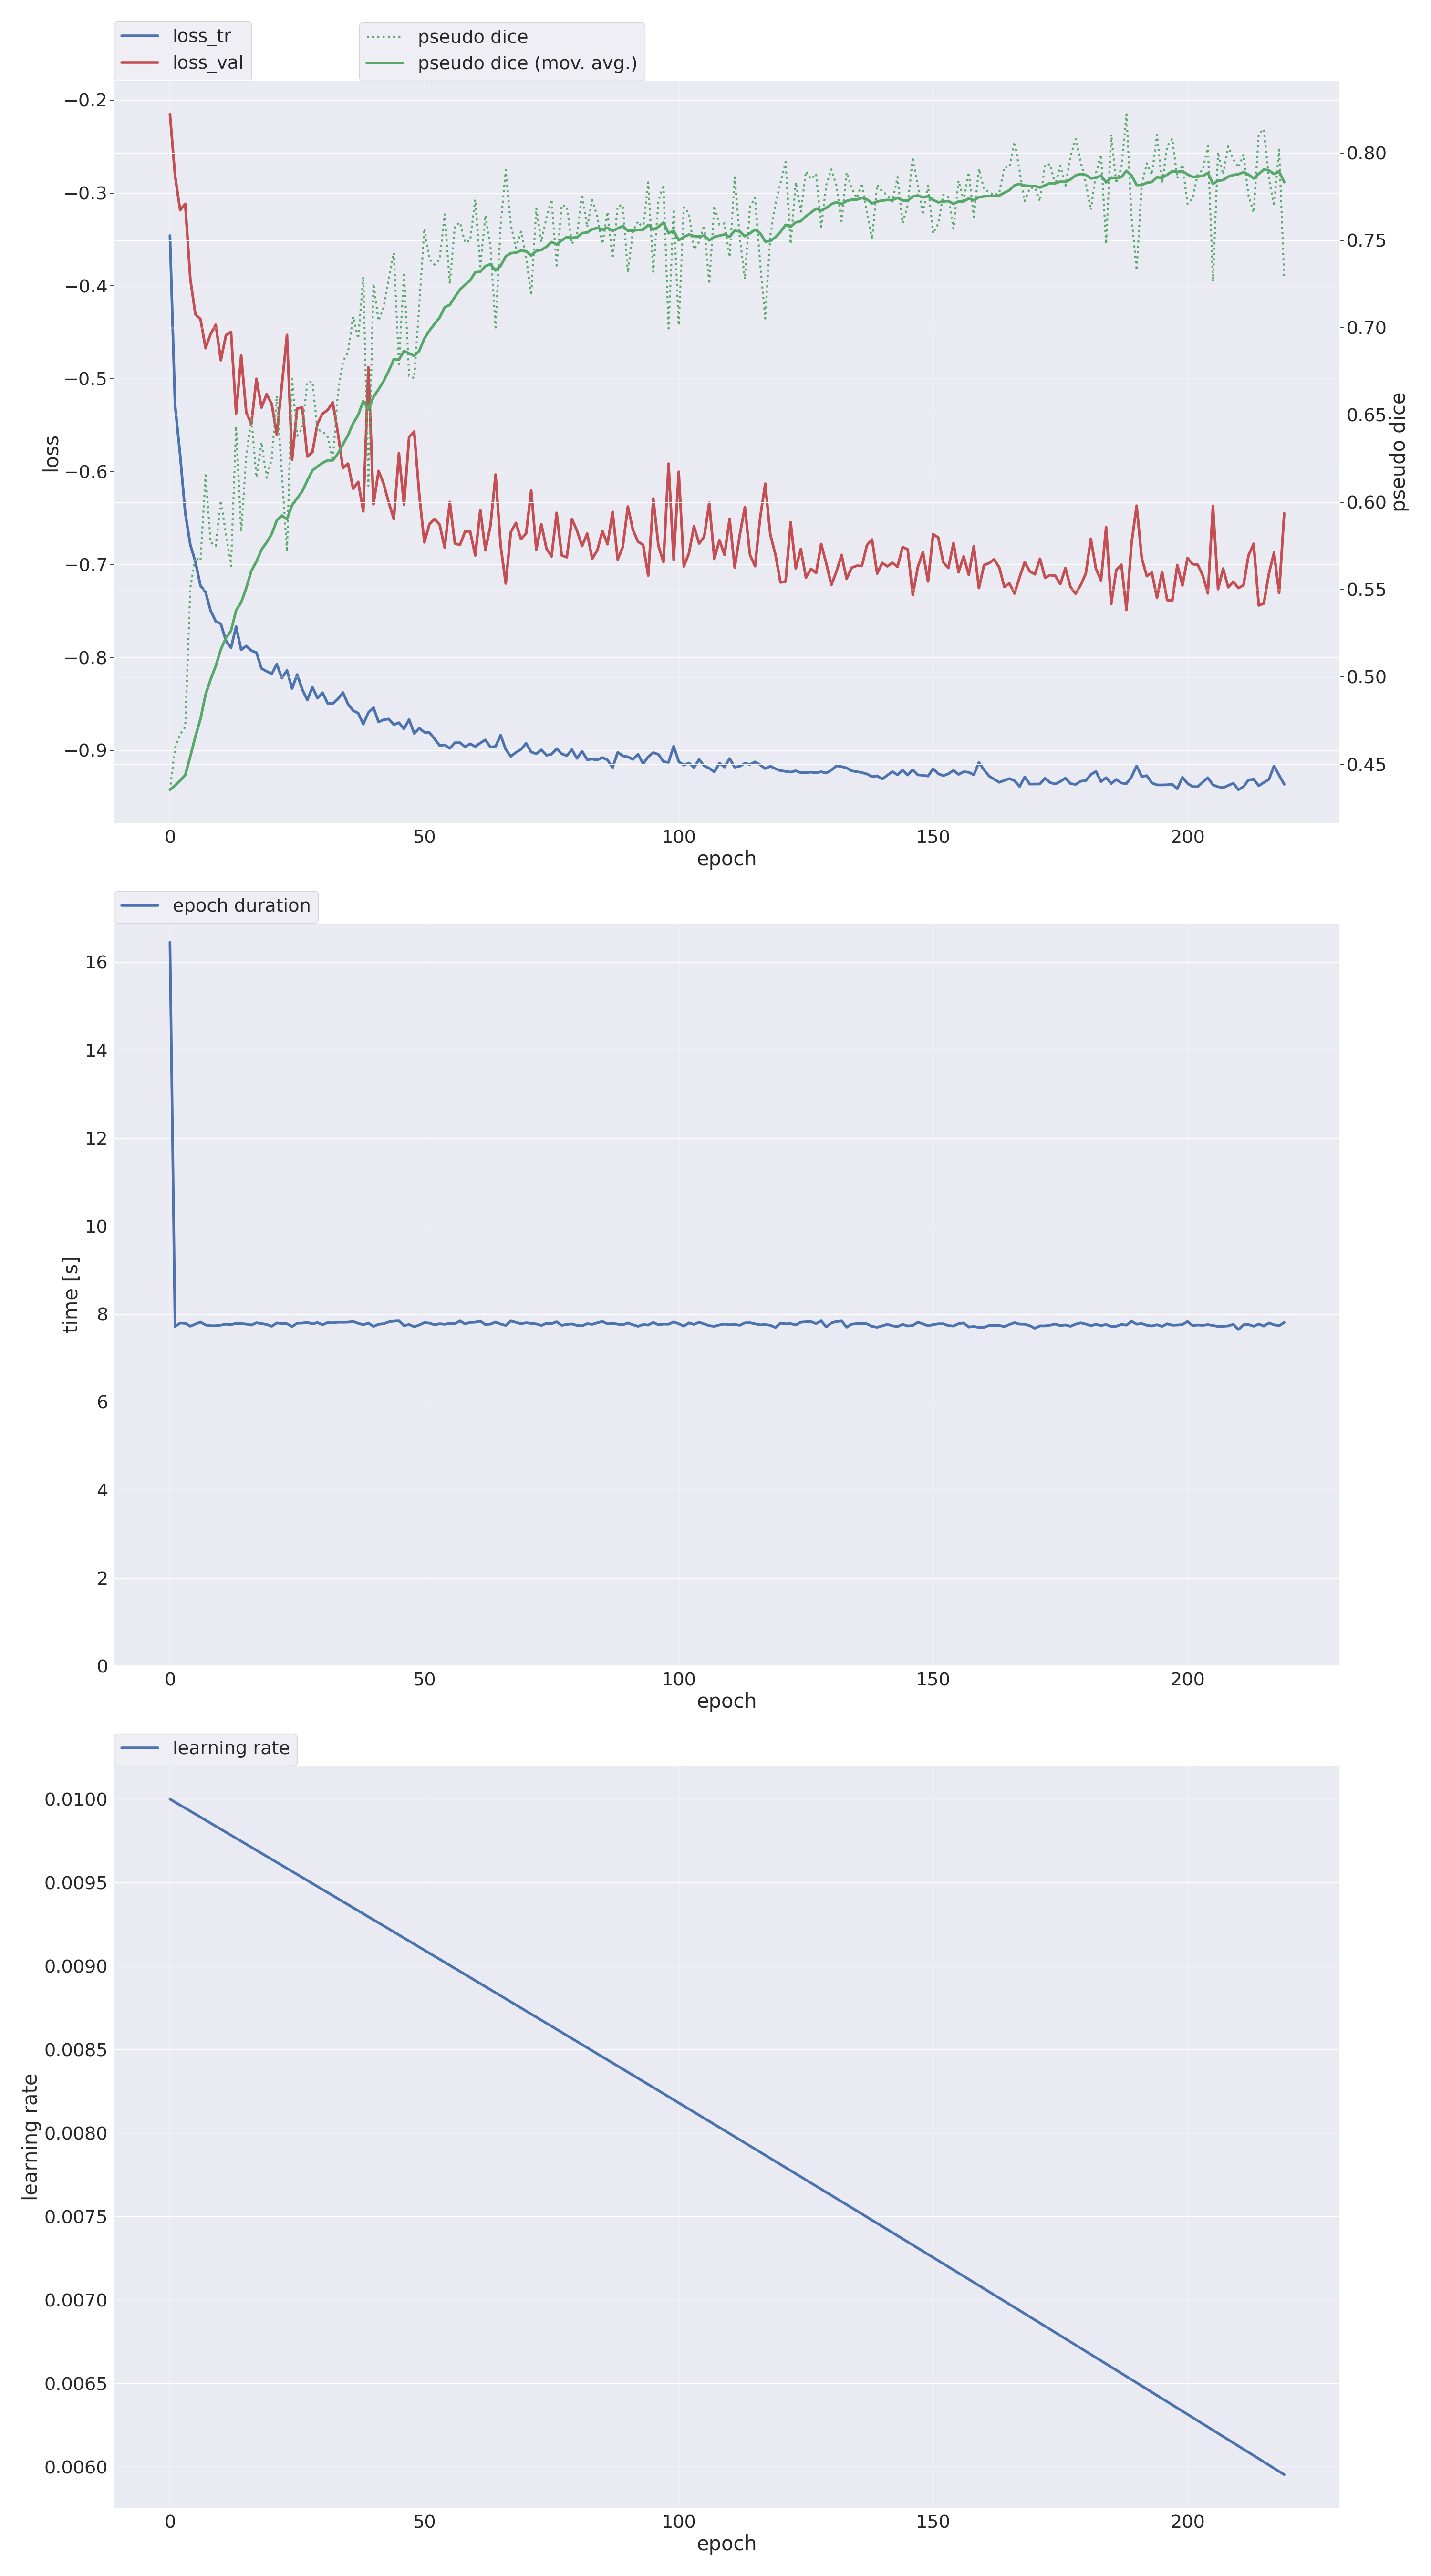 loss_tr
loss_val
pseudo dice
pseudo dice (mov. avg.)
−0.2
−0.3
−0.4
−0.5
−0.6
−0.7
−0.8
−0.9
loss
0.80
0.75
0.70
0.65
0.60
0.55
0.50
0.45
pseudo dice
0 50 100 150 200
epoch
epoch duration
16
14
12
10
8
6
4
2
0
time [s]
0 50 100 150 200
epoch
learning rate
0.0100
0.0095
0.0090
0.0085
0.0080
0.0075
0.0070
0.0065
0.0060
learning rate
0 50 100 150 200
epoch